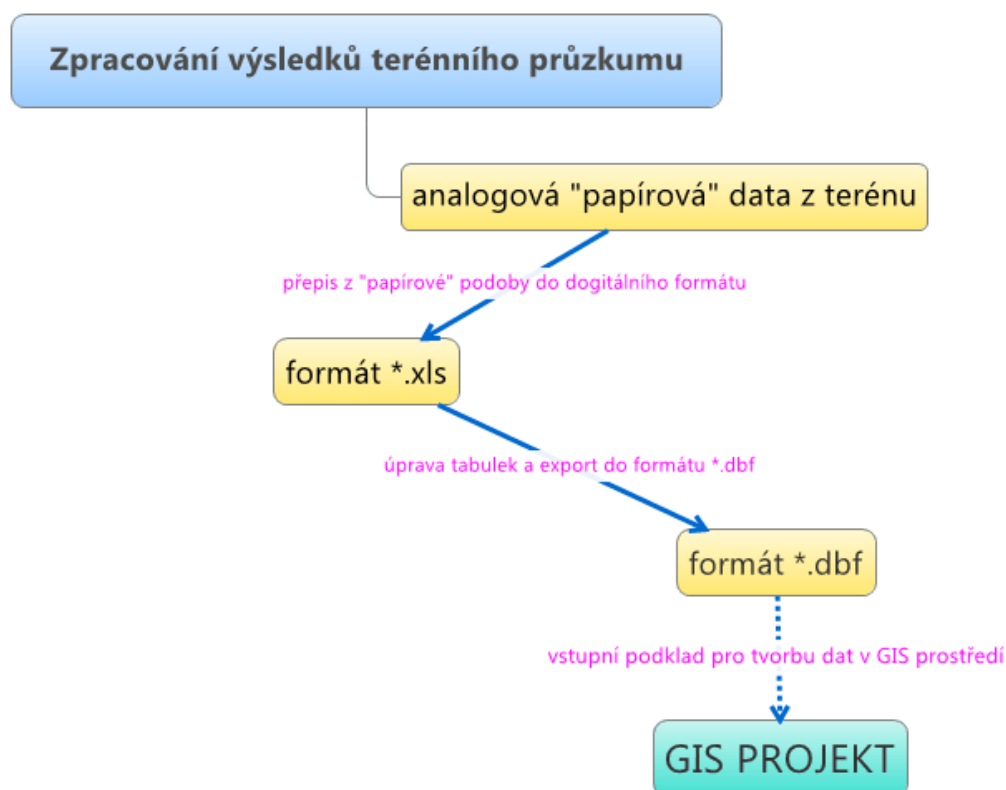 Zpracování výsledků terénního průzkumu
analogová "papírová" data z terénu
přepis z "papírové" podoby do dogitálního formátu
formát *.xls
úprava tabulek a export do formátu *.dbf
formát *.dbf
vstupní podklad pro tvorbu dat v GIS prostředí
GIS PROJEKT